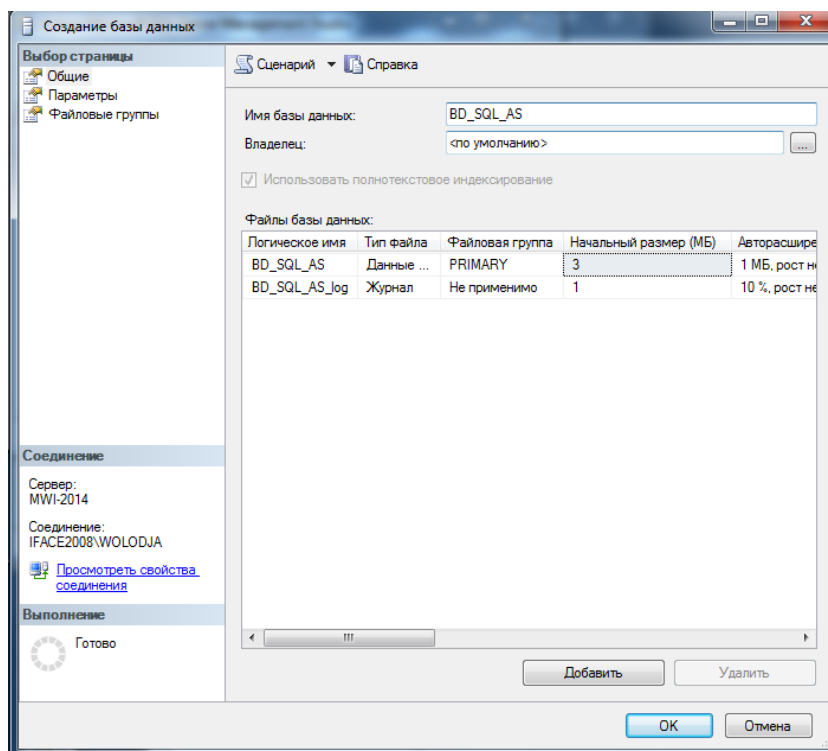 Создание базы данных
Выбор страницы
Общие
Параметры
Файловые группы
Сценарий
Справка
Имя базы данных: BD_SQL_AS
Владелец: <по умолчанию> ...
Использовать полнотекстовое индексирование
Файлы базы данных:
Логическое имя Тип файла Файловая группа Начальный размер (МБ) Авторасшире
BD_SQL_AS Данные ... PRIMARY 3 1 МБ, рост не
BD_SQL_AS_log Журнал Не применимо 1 10 %, рост не
Соединение
Сервер:
MWI-2014
Соединение:
IFACE2008\WOLODJA
Просмотреть свойства
соединения
Выполнение
Готово
Добавить Удалить
OK Отмена